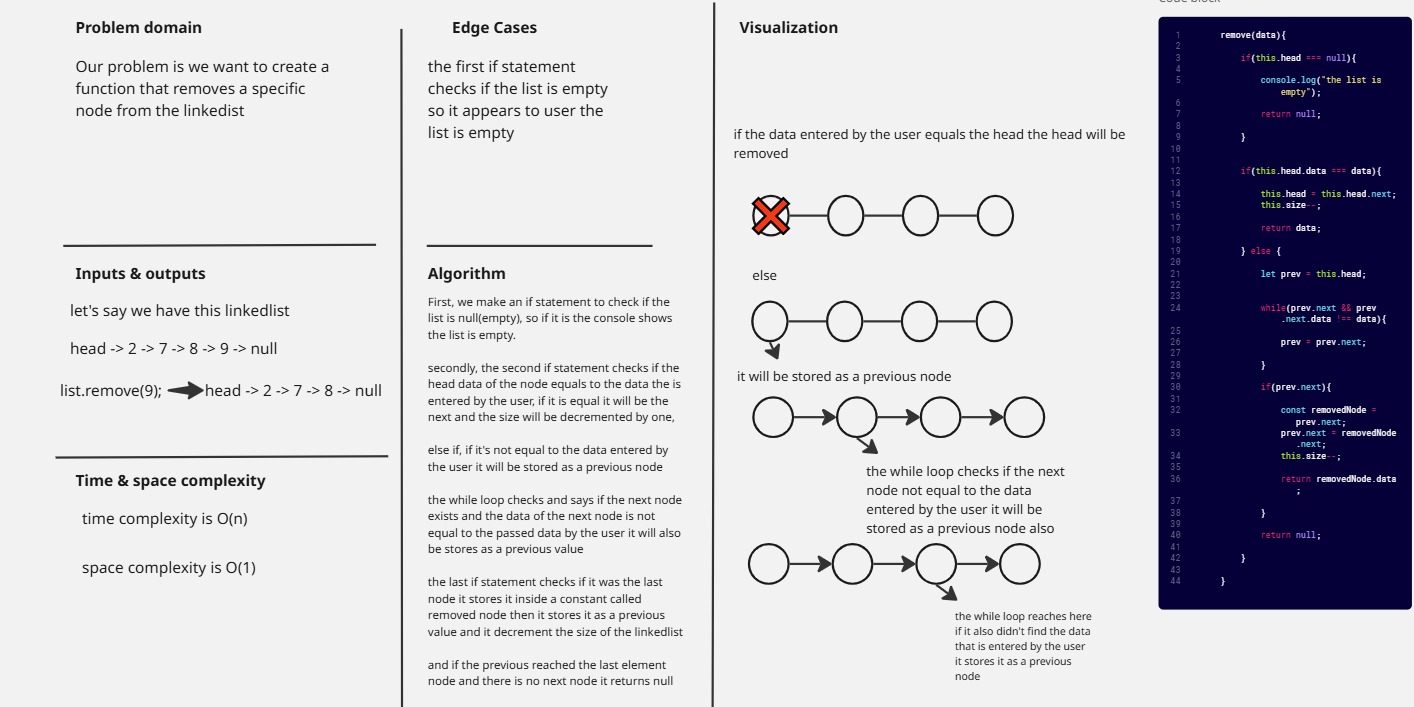 Problem domain
Our problem is we want to create a
function that removes a specific
node from the linkedist
Inputs & outputs
let's say we have this linkedlist
head -> 2 -> 7 -> 8 -> 9 -> null
list.remove(9);
head -> 2 -> 7 -> 8 -> null
Time & space complexity
time complexity is O(n)
space complexity is O(1)
Edge Cases
the first if statement
checks if the list is empty
so it appears to user the
list is empty
Algorithm
First, we make an if statement to check if the
list is null(empty), so if it is the console shows
the list is empty.
secondly, the second if statement checks if the
head data of the node equals to the data the is
entered by the user, if it is equal it will be the
next and the size will be decremented by one,
else if, if it's not equal to the data entered by
the user it will be stored as a previous node
the while loop checks and says if the next node
exists and the data of the next node is not
equal to the passed data by the user it will also
be stores as a previous value
the last if statement checks if it was the last
node it stores it inside a constant called
removed node then it stores it as a previous
value and it decrement the size of the linkedlist
and if the previous reached the last element
node and there is no next node it returns null
Visualization
if the data entered by the user equals the head the head will be
removed
else
it will be stored as a previous node
the while loop checks if the next
node not equal to the data
entered by the user it will be
stored as a previous node also
the while loop reaches here
if it also didn't find the data
that is entered by the user
it stores it as a previous
node
Code block
1 remove(data){
2
3 if(this.head === null){
4
5 console.log("the list is
empty");
6
7 return null;
8
9 }
10
11
12 if(this.head.data === data){
13
14 this.head = this.head.next;
15 this.size--;
16
17 return data;
18
19 } else {
20
21 let prev = this.head;
22
23
24 while(prev.next && prev
.next.data !== data){
25
26 prev = prev.next;
27
28 }
29
30 if(prev.next){
31
32 const removedNode =
prev.next;
33 prev.next = removedNode
.next;
34 this.size--;
35
36 return removedNode.data
;
37
38 }
39
40 return null;
41
42 }
43
44 }